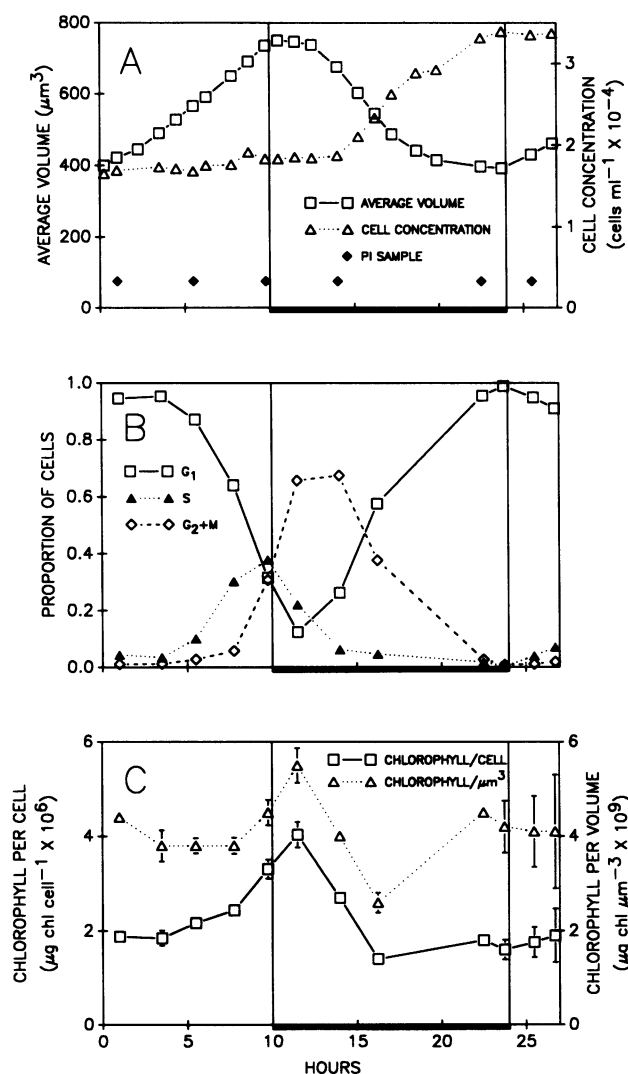 A
800
600
400
200
0
AVERAGE VOLUME (μm³)
3
2
1
0
CELL CONCENTRATION
(cells ml⁻¹ X 10⁻⁴)
AVERAGE VOLUME
CELL CONCENTRATION
PI SAMPLE
B
1.0
0.8
0.6
0.4
0.2
0.0
PROPORTION OF CELLS
G₁
S
G₂+M
C
6
4
2
0
CHLOROPHYLL PER CELL
(μg chl cell⁻¹ X 10⁶)
CHLOROPHYLL/CELL
CHLOROPHYLL/μm³
6
4
2
0
CHLOROPHYLL PER VOLUME
(μg chl μm⁻³ X 10⁹)
0 5 10 15 20 25
HOURS